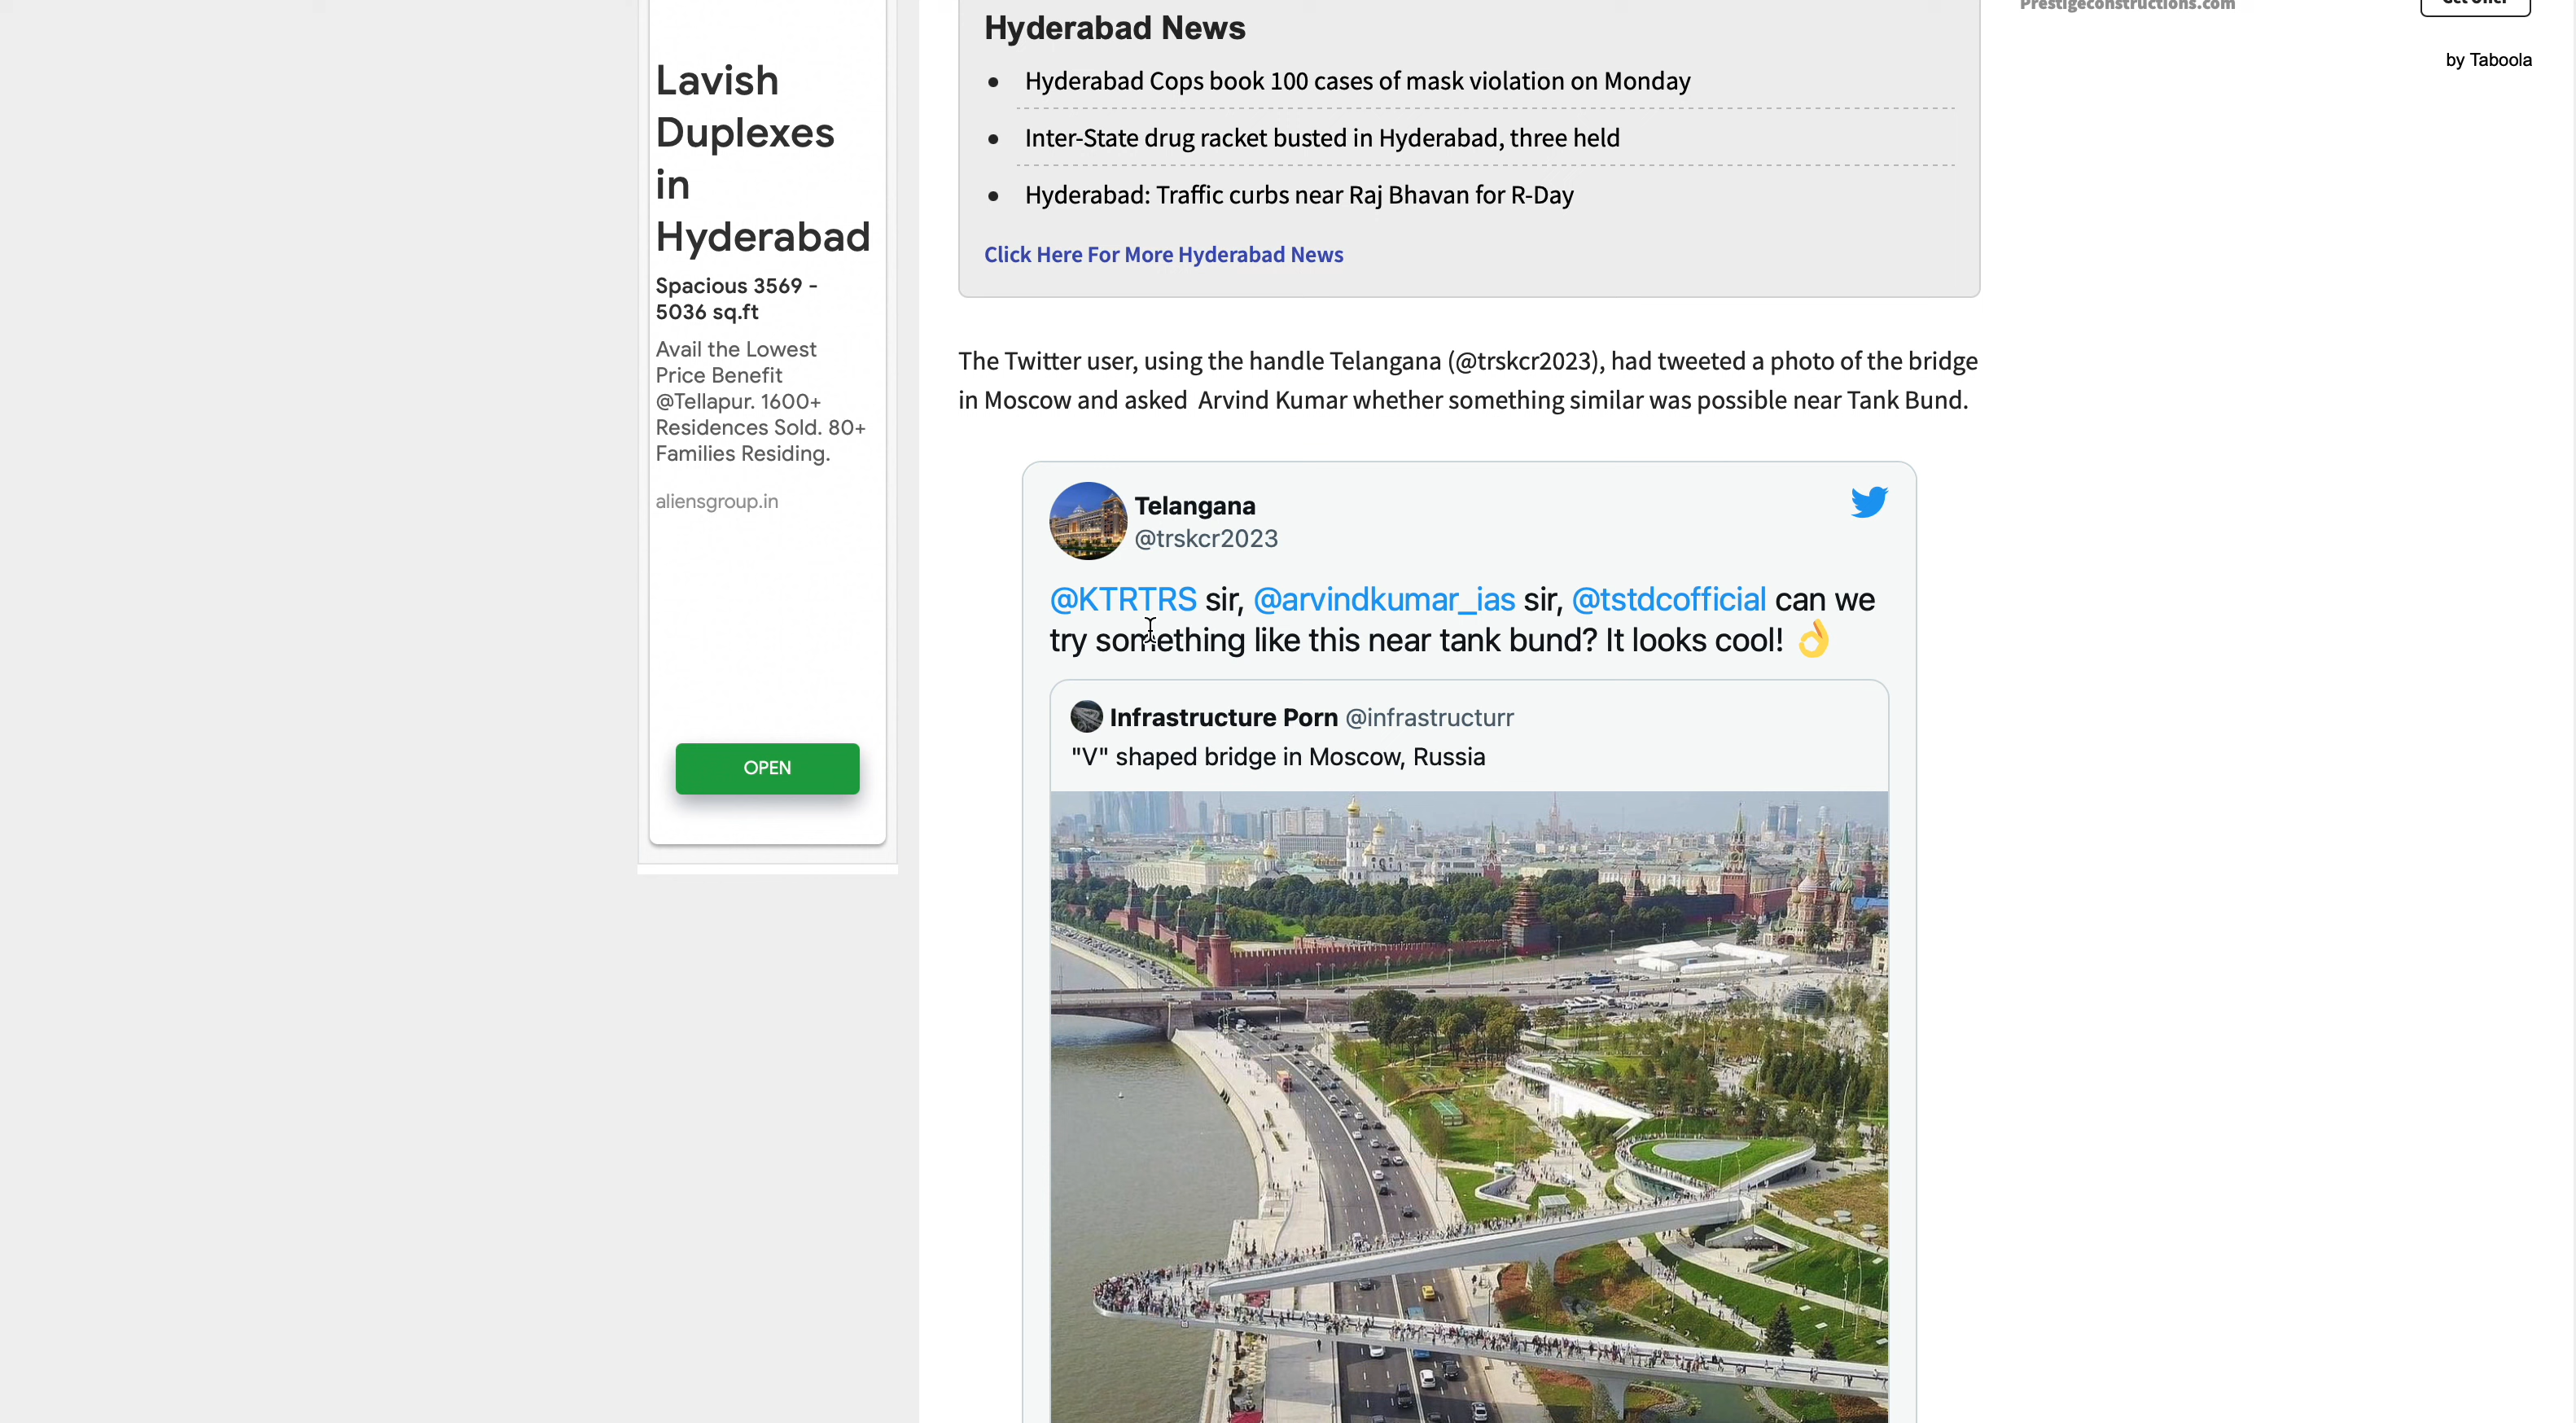 Prestigeconstructions.com
by Taboola
Lavish
Duplexes
in
Hyderabad
Spacious 3569 -
5036 sq.ft
Avail the Lowest
Price Benefit
@Tellapur. 1600+
Residences Sold. 80+
Families Residing.
aliensgroup.in
OPEN
Hyderabad News
• Hyderabad Cops book 100 cases of mask violation on Monday
• Inter-State drug racket busted in Hyderabad, three held
• Hyderabad: Traffic curbs near Raj Bhavan for R-Day
Click Here For More Hyderabad News
The Twitter user, using the handle Telangana (@trskcr2023), had tweeted a photo of the bridge
in Moscow and asked Arvind Kumar whether something similar was possible near Tank Bund.
Telangana
@trskcr2023
@KTRTRS sir, @arvindkumar_ias sir, @tstdcofficial can we
try something like this near tank bund? It looks cool! 👌
Infrastructure Porn @infrastructurr
"V" shaped bridge in Moscow, Russia